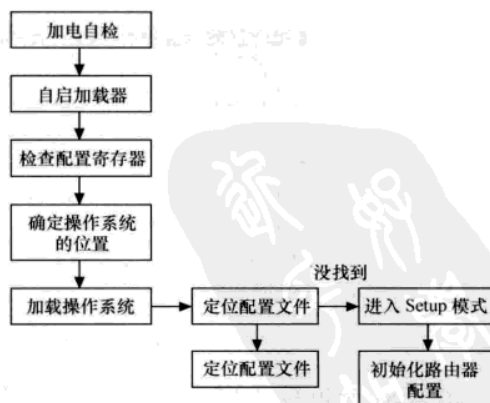 加电自检
自启加载器
检查配置寄存器
确定操作系统
的位置
加载操作系统
定位配置文件
没找到
进入 Setup 模式
定位配置文件
初始化路由器
配置